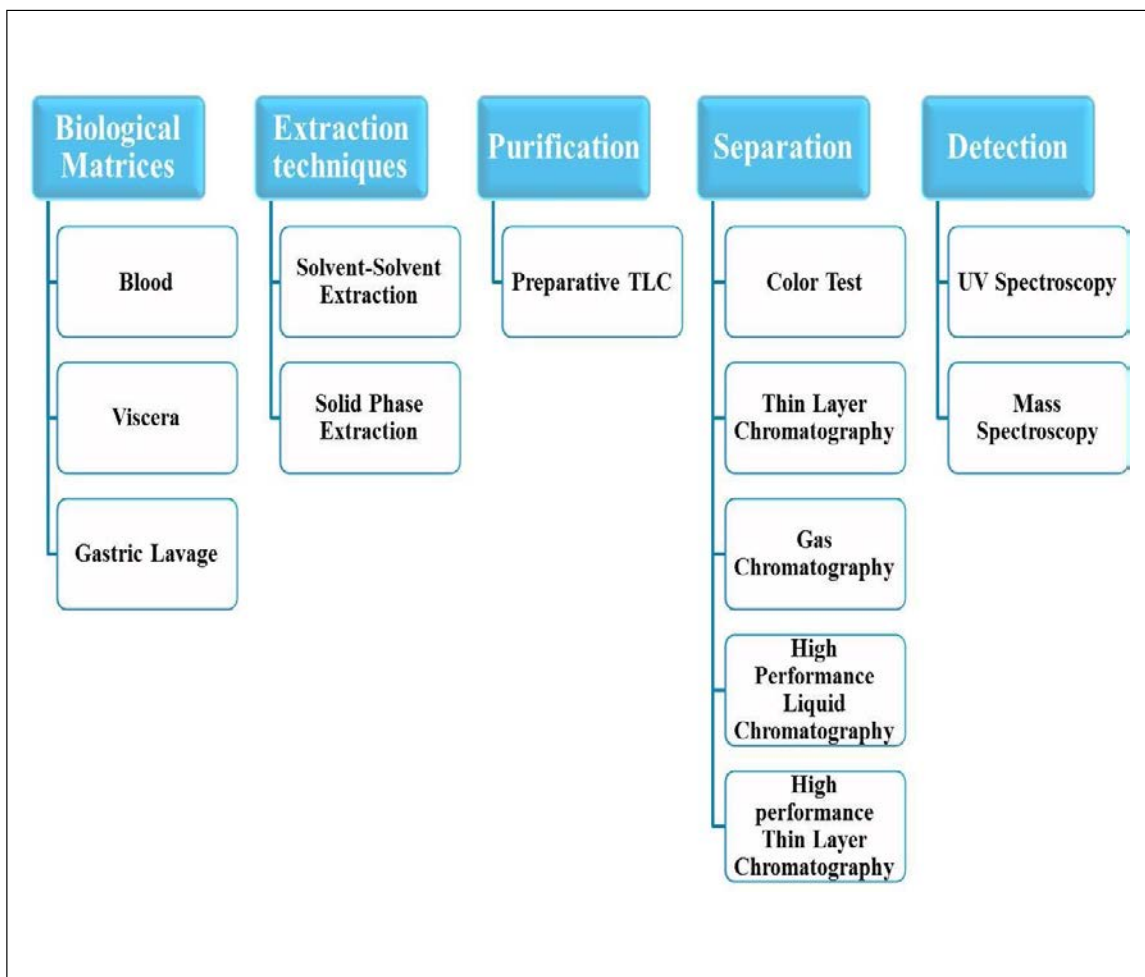 Biological
Matrices
Blood
Viscera
Gastric Lavage
Extraction
techniques
Solvent-Solvent
Extraction
Solid Phase
Extraction
Purification
Preparative TLC
Separation
Color Test
Thin Layer
Chromatography
Gas
Chromatography
High
Performance
Liquid
Chromatography
High
performance
Thin Layer
Chromatography
Detection
UV Spectroscopy
Mass
Spectroscopy